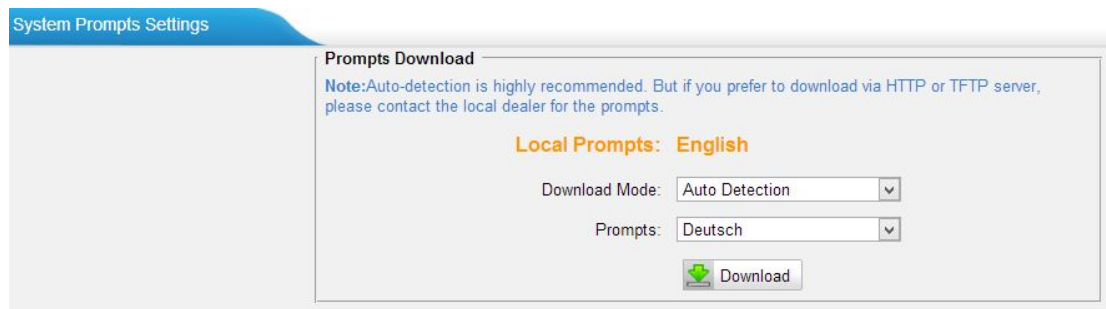 System Prompts Settings
Prompts Download
Note:Auto-detection is highly recommended. But if you prefer to download via HTTP or TFTP server,
please contact the local dealer for the prompts.
Local Prompts: English
Download Mode: Auto Detection
Prompts: Deutsch
Download